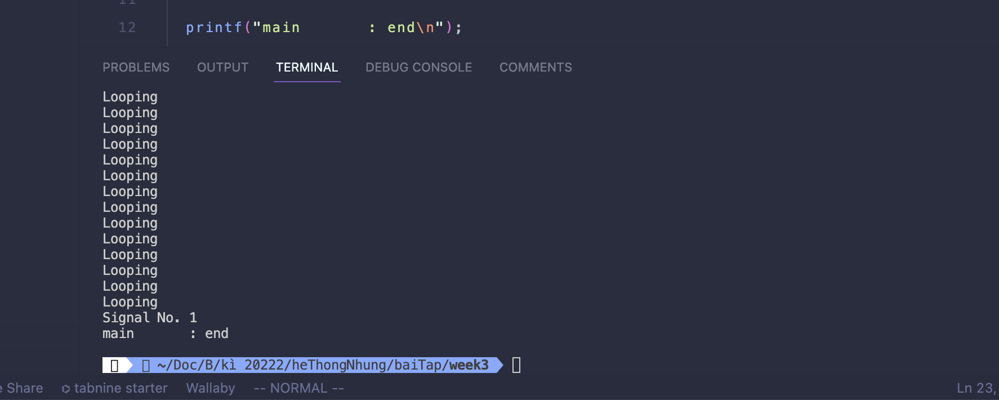 11
12 printf("main       : end\n");
PROBLEMS OUTPUT TERMINAL DEBUG CONSOLE COMMENTS
Looping
Looping
Looping
Looping
Looping
Looping
Looping
Looping
Looping
Looping
Looping
Looping
Looping
Looping
Signal No. 1
main       : end
~/Doc/B/kì 20222/heThongNhung/baiTap/week3
e Share tabnine starter Wallaby -- NORMAL -- Ln 23,